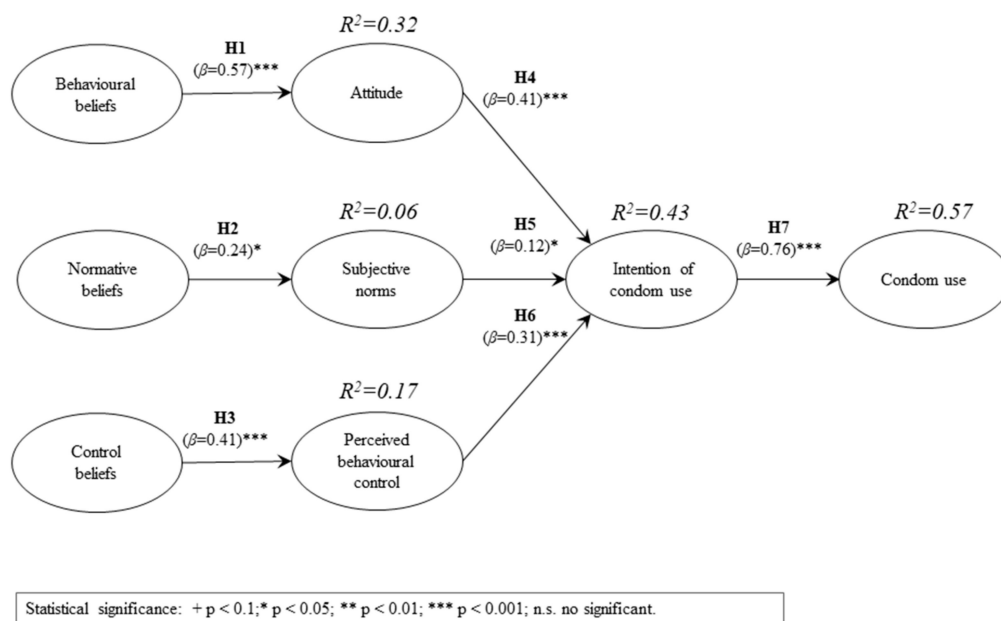 R²=0.32
H1
(β=0.57)***
H4
(β=0.41)***
Behavioural
beliefs
Attitude
R²=0.06
R²=0.43
R²=0.57
H2
(β=0.24)*
H5
(β=0.12)*
H7
(β=0.76)***
Normative
beliefs
Subjective
norms
Intention of
condom use
Condom use
H6
(β=0.31)***
R²=0.17
H3
(β=0.41)***
Control
beliefs
Perceived
behavioural
control
Statistical significance: + p < 0.1;* p < 0.05; ** p < 0.01; *** p < 0.001; n.s. no significant.